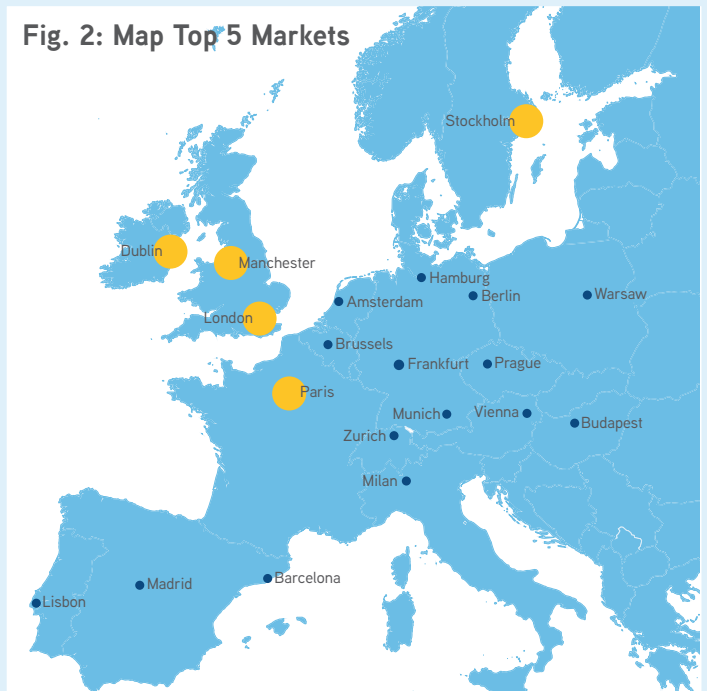 Fig. 2: Map Top 5 Markets
Stockholm
Dublin
Manchester
Hamburg
Berlin
Warsaw
Amsterdam
London
Brussels
Frankfurt
Prague
Paris
Munich
Vienna
Budapest
Zurich
Milan
Barcelona
Madrid
Lisbon